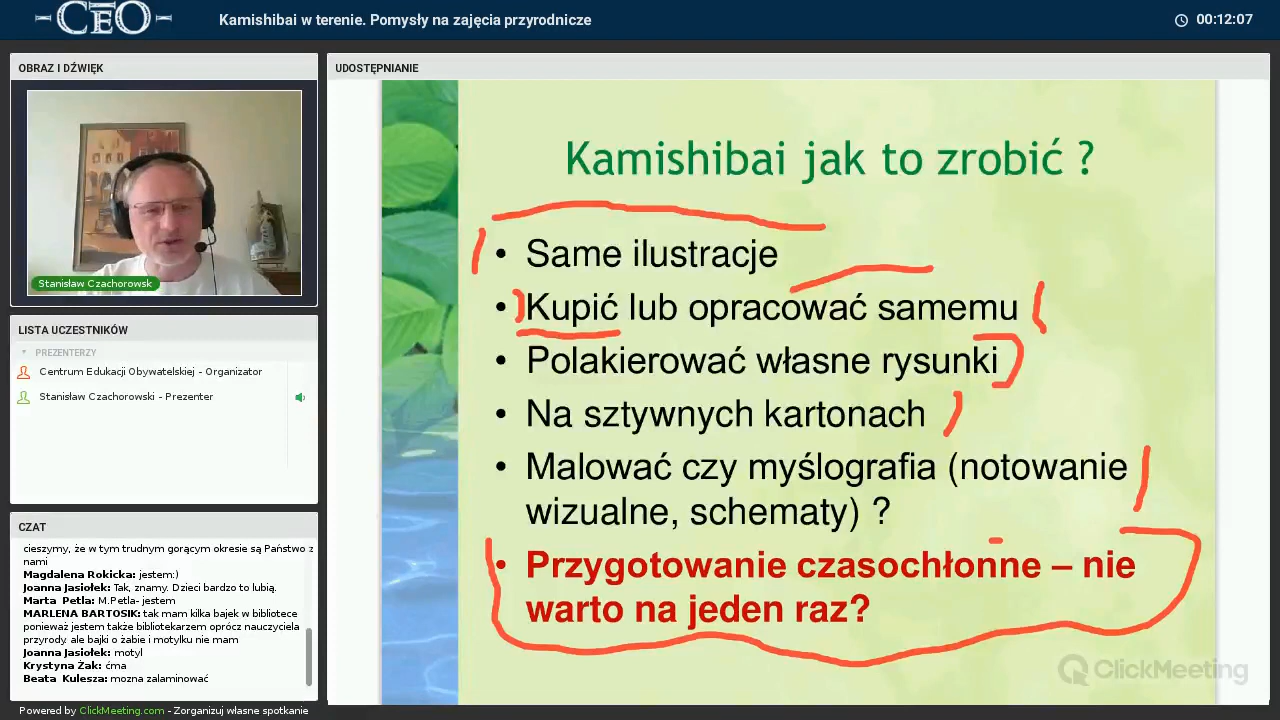 CEO
Kamishibai w terenie. Pomysły na zajęcia przyrodnicze
00:12:07
OBRAZ I DŹWIĘK
Stanisław Czachorowsk
LISTA UCZESTNIKÓW
PREZENTERZY
Centrum Edukacji Obywatelskiej - Organizator
Stanisław Czachorowski - Prezenter
CZAT
cieszymy, że w tym trudnym gorącym okresie są Państwo z
nami
Magdalena Rokicka: jestem:)
Joanna Jasiołek: Tak, znamy. Dzieci bardzo to lubią.
Marta Petla: M.Petla- jestem
MARLENA BARTOSIK: tak mam kilka bajek w bibliotece
ponieważ jestem także bibliotekarzem oprócz nauczyciela
przyrody. ale bajki o żabie i motylku nie mam
Joanna Jasiołek: motyl
Krystyna Żak: ćma
Beata Kulesza: mozna zalaminować
Powered by ClickMeeting.com - Zorganizuj własne spotkanie
UDOSTĘPNIANIE
Kamishibai jak to zrobić ?
• Same ilustracje
• Kupić lub opracować samemu
• Polakierować własne rysunki
• Na sztywnych kartonach
• Malować czy myślografia (notowanie
wizualne, schematy) ?
• Przygotowanie czasochłonne – nie
warto na jeden raz?
ClickMeeting